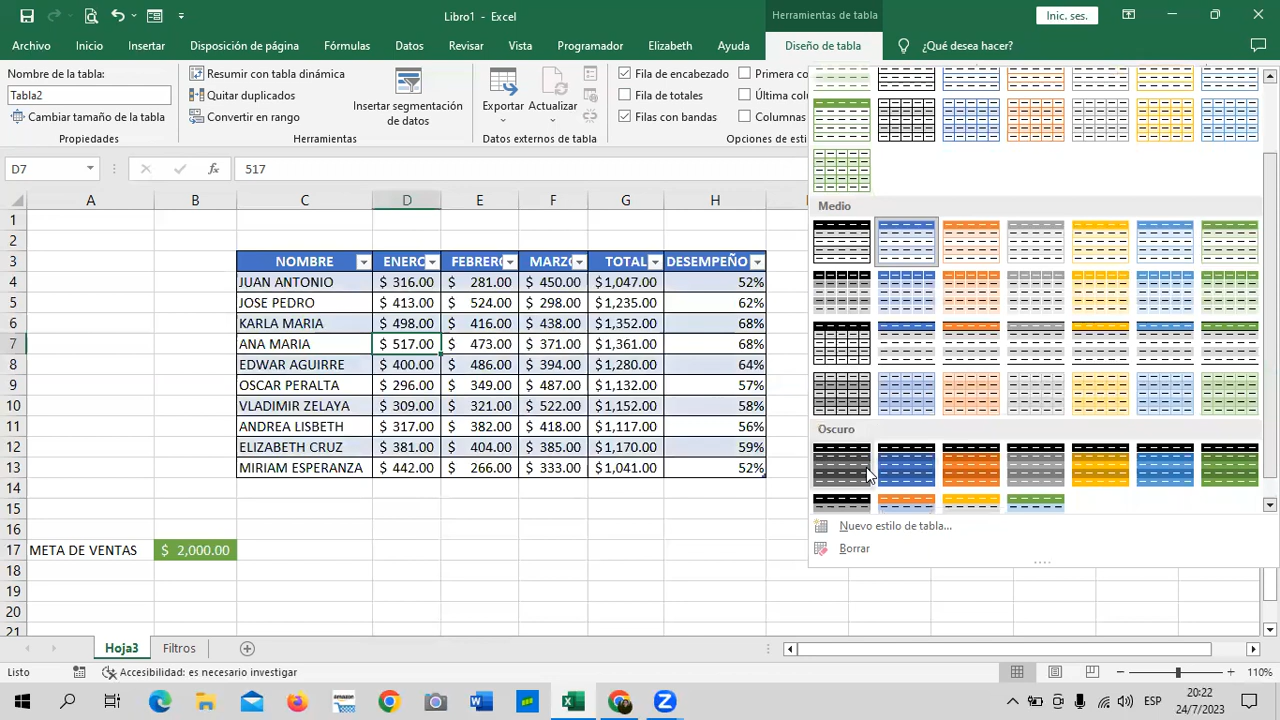 Libro1 - Excel
Herramientas de tabla
Inic. ses.
Archivo
Inicio
Insertar
Disposición de página
Fórmulas
Datos
Revisar
Vista
Programador
Elizabeth
Ayuda
Diseño de tabla
¿Qué desea hacer?
Nombre de la tabla:
Tabla2
Cambiar tamaño de la tabla
Propiedades
Resumir con tabla dinámica
Quitar duplicados
Convertir en rango
Insertar segmentación
de datos
Herramientas
Exportar
Actualizar
Datos externos de tabla
Fila de encabezado
Fila de totales
Filas con bandas
Primera co
Última colu
Columnas
Opciones de esti
D7
517
A B C D E F G H
1
2
3 NOMBRE ENERO FEBRERO MARZO TOTAL DESEMPEÑO
4 JUAN ANTONIO $ 316.00 $ 281.00 $ 450.00 $1,047.00 52%
5 JOSE PEDRO $ 413.00 $ 524.00 $ 298.00 $1,235.00 62%
6 KARLA MARIA $ 498.00 $ 416.00 $ 438.00 $1,352.00 68%
7 ANA MARIA $ 517.00 $ 473.00 $ 371.00 $1,361.00 68%
8 EDWAR AGUIRRE $ 400.00 $ 486.00 $ 394.00 $1,280.00 64%
9 OSCAR PERALTA $ 296.00 $ 349.00 $ 487.00 $1,132.00 57%
10 VLADIMIR ZELAYA $ 309.00 $ 321.00 $ 522.00 $1,152.00 58%
11 ANDREA LISBETH $ 317.00 $ 382.00 $ 418.00 $1,117.00 56%
12 ELIZABETH CRUZ $ 381.00 $ 404.00 $ 385.00 $1,170.00 59%
13 MIRIAM ESPERANZA $ 442.00 $ 266.00 $ 333.00 $1,041.00 52%
14
15
16
17 META DE VENTAS $ 2,000.00
18
19
20
21
Medio
Oscuro
Nuevo estilo de tabla...
Borrar
Hoja3
Filtros
Listo
Accesibilidad: es necesario investigar
110%
ESP
20:22
24/7/2023